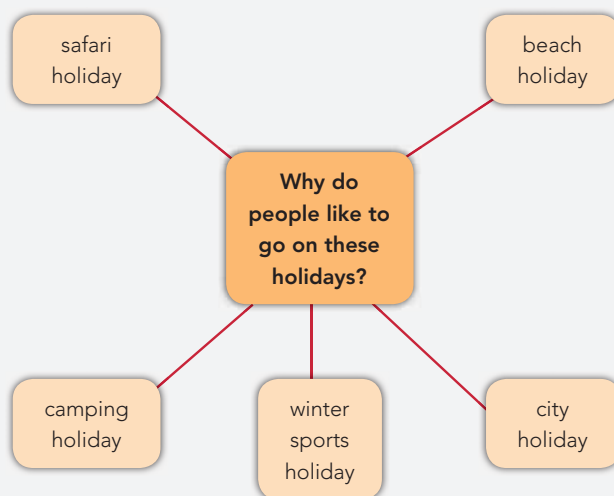 safari
holiday
beach
holiday
Why do
people like to
go on these
holidays?
camping
holiday
winter
sports
holiday
city
holiday